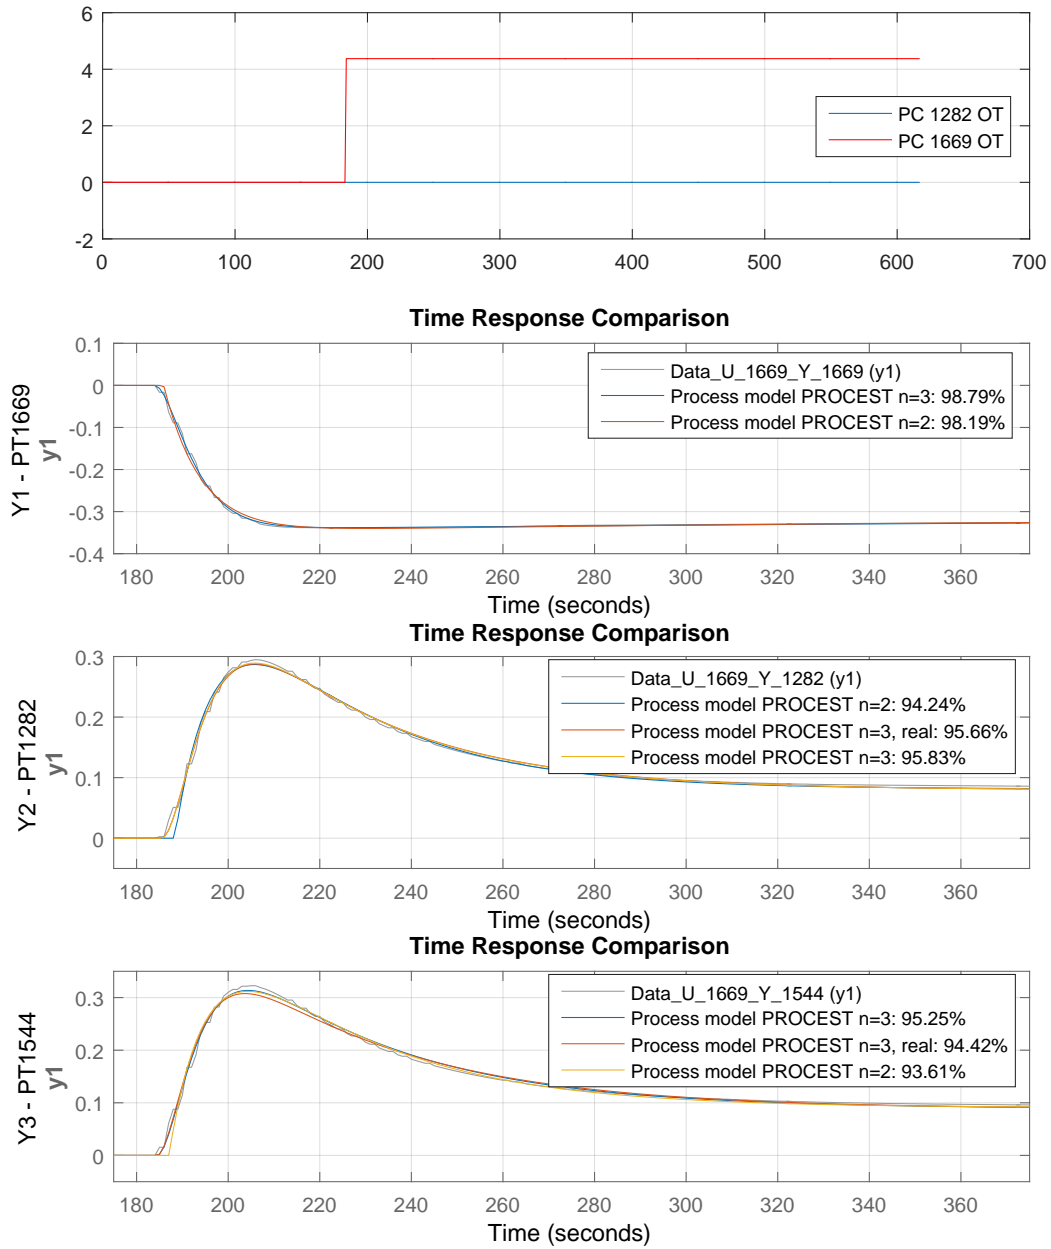 6
4
2
0
-2
PC 1282 OT
PC 1669 OT
0 100 200 300 400 500 600 700
Time Response Comparison
Y1 - PT1669
y1
0.1
0
-0.1
-0.2
-0.3
-0.4
Data_U_1669_Y_1669 (y1)
Process model PROCEST n=3: 98.79%
Process model PROCEST n=2: 98.19%
180 200 220 240 260 280 300 320 340 360
Time (seconds)
Time Response Comparison
Y2 - PT1282
y1
0.3
0.2
0.1
0
Data_U_1669_Y_1282 (y1)
Process model PROCEST n=2: 94.24%
Process model PROCEST n=3, real: 95.66%
Process model PROCEST n=3: 95.83%
180 200 220 240 260 280 300 320 340 360
Time (seconds)
Time Response Comparison
Y3 - PT1544
y1
0.3
0.2
0.1
0
Data_U_1669_Y_1544 (y1)
Process model PROCEST n=3: 95.25%
Process model PROCEST n=3, real: 94.42%
Process model PROCEST n=2: 93.61%
180 200 220 240 260 280 300 320 340 360
Time (seconds)